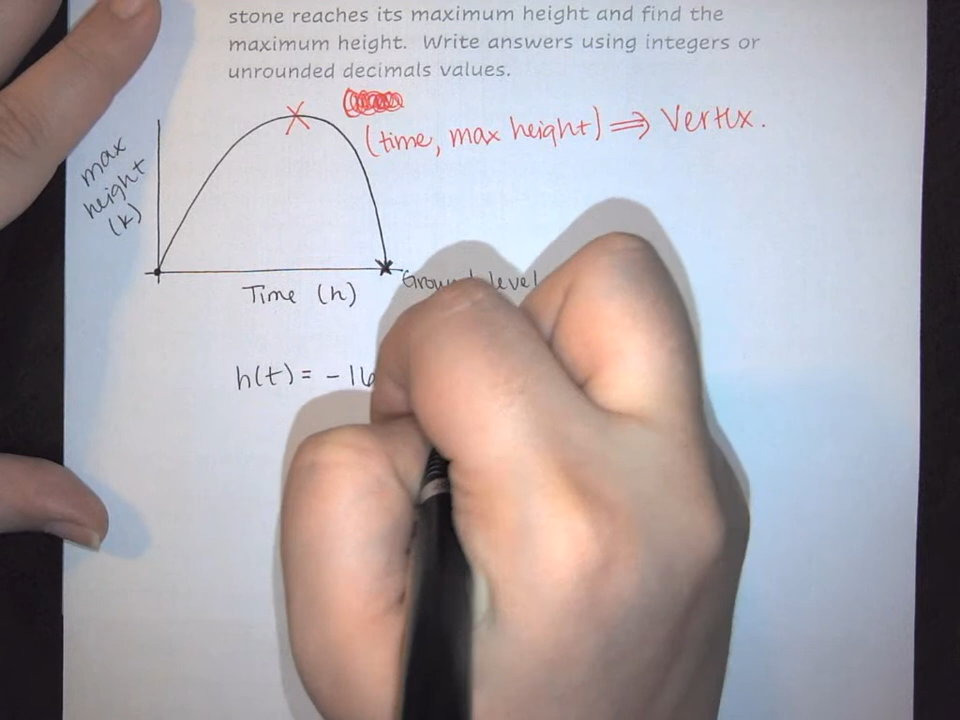 stone reaches its maximum height and find the
maximum height. Write answers using integers or
unrounded decimals values.
(time, max height) ⇒ Vertex.
max
height
(k)
level
Time (h)
h(t) = -16